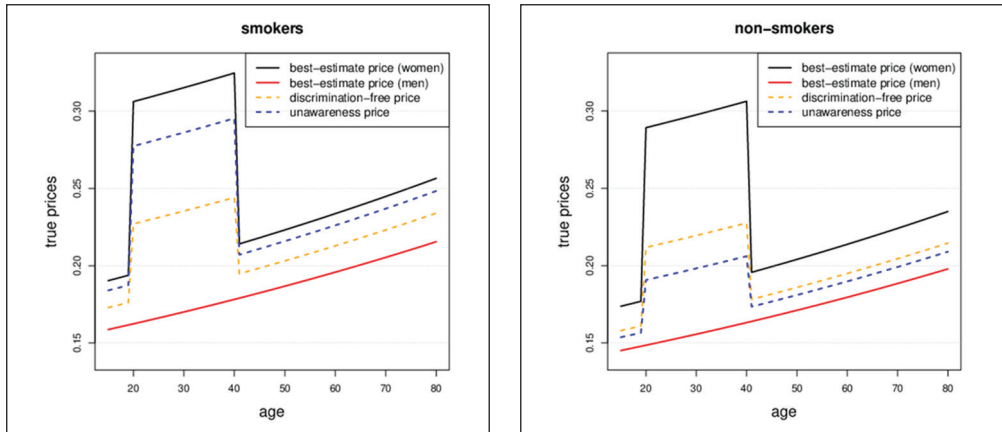 smokers
best-estimate price (women)
best-estimate price (men)
discrimination-free price
unawareness price
true prices
0.30
0.25
0.20
0.15
20 30 40 50 60 70 80
age
non-smokers
best-estimate price (women)
best-estimate price (men)
discrimination-free price
unawareness price
true prices
0.30
0.25
0.20
0.15
20 30 40 50 60 70 80
age